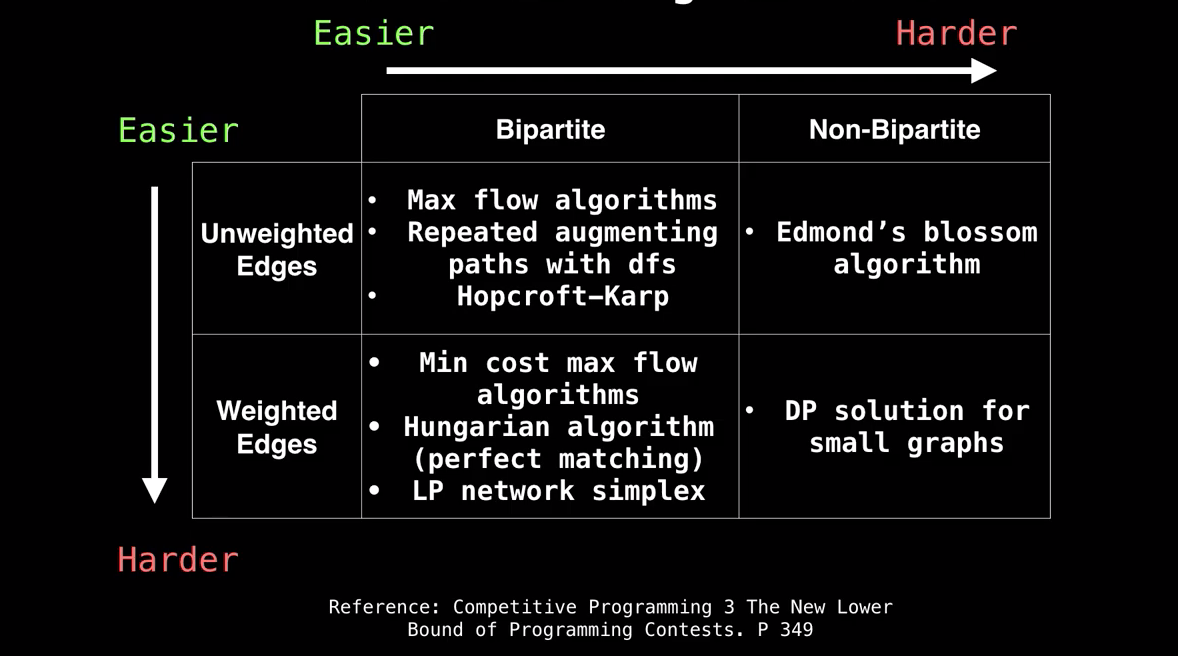 Easier
Harder
Easier
Bipartite
Non-Bipartite
Unweighted
Edges
• Max flow algorithms
• Repeated augmenting
paths with dfs
• Hopcroft–Karp
• Edmond’s blossom
algorithm
Weighted
Edges
• Min cost max flow
algorithms
• Hungarian algorithm
(perfect matching)
• LP network simplex
• DP solution for
small graphs
Harder
Reference: Competitive Programming 3 The New Lower
Bound of Programming Contests. P 349